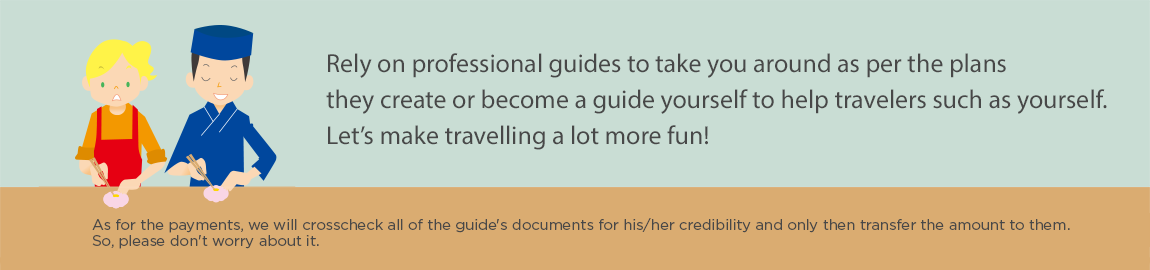 Rely on professional guides to take you around as per the plans
they create or become a guide yourself to help travelers such as yourself.
Let’s make travelling a lot more fun!
As for the payments, we will crosscheck all of the guide's documents for his/her credibility and only then transfer the amount to them.
So, please don't worry about it.